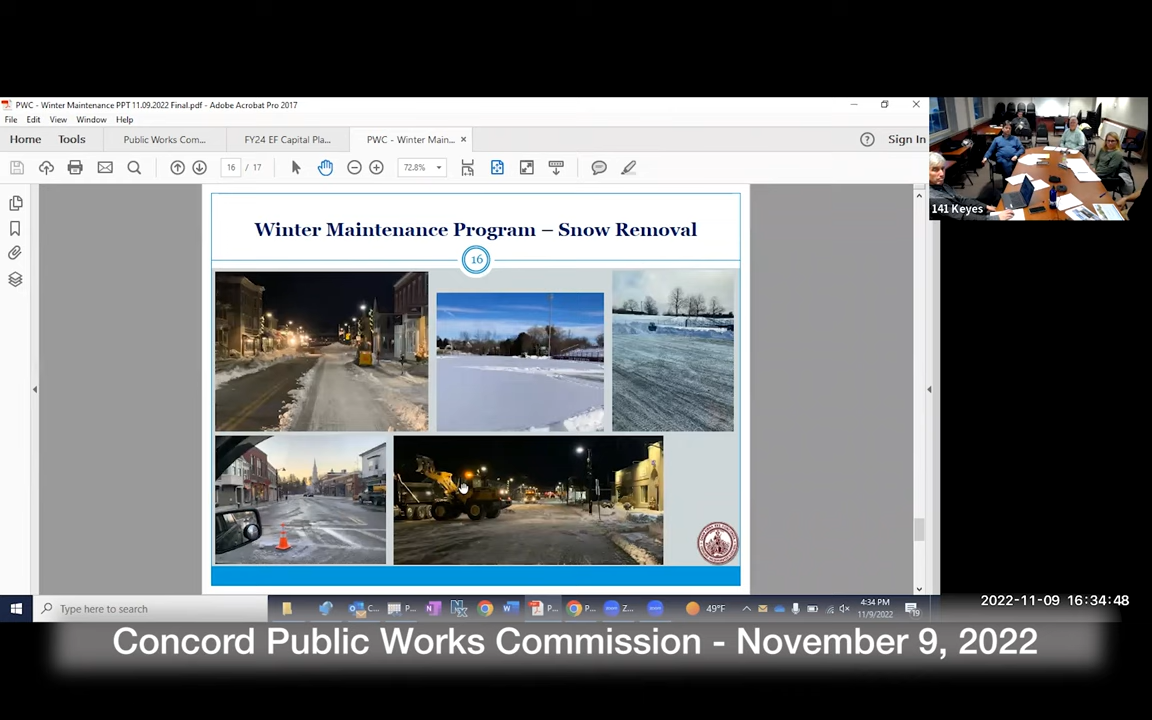 PWC - Winter Maintenance PPT 11.09.2022 Final.pdf - Adobe Acrobat Pro 2017
File Edit View Window Help
Home Tools Public Works Com... FY24 EF Capital Pla... PWC - Winter Main... × ? Sign In
16 / 17 72.8%
141 Keyes
Winter Maintenance Program – Snow Removal
16
Type here to search
C...
P...
P...
P...
Z...
49°F
4:34 PM
11/9/2022
19
2022-11-09 16:34:48
Concord Public Works Commission - November 9, 2022